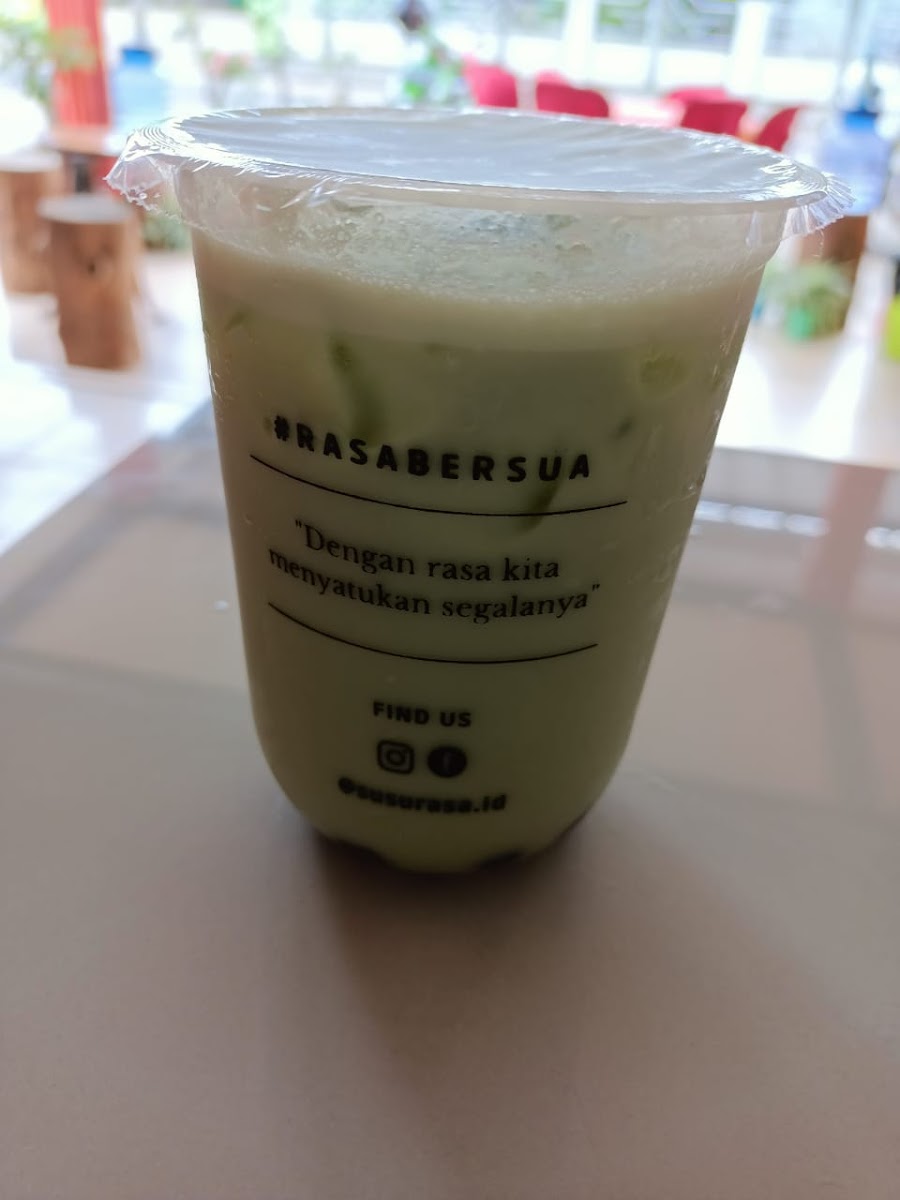 #RASABERSUA
"Dengan rasa kita
menyatukan segalanya"
FIND US
@susurasa.id